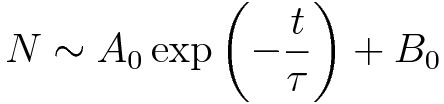 N ∼ A₀ exp(−t/τ) + B₀